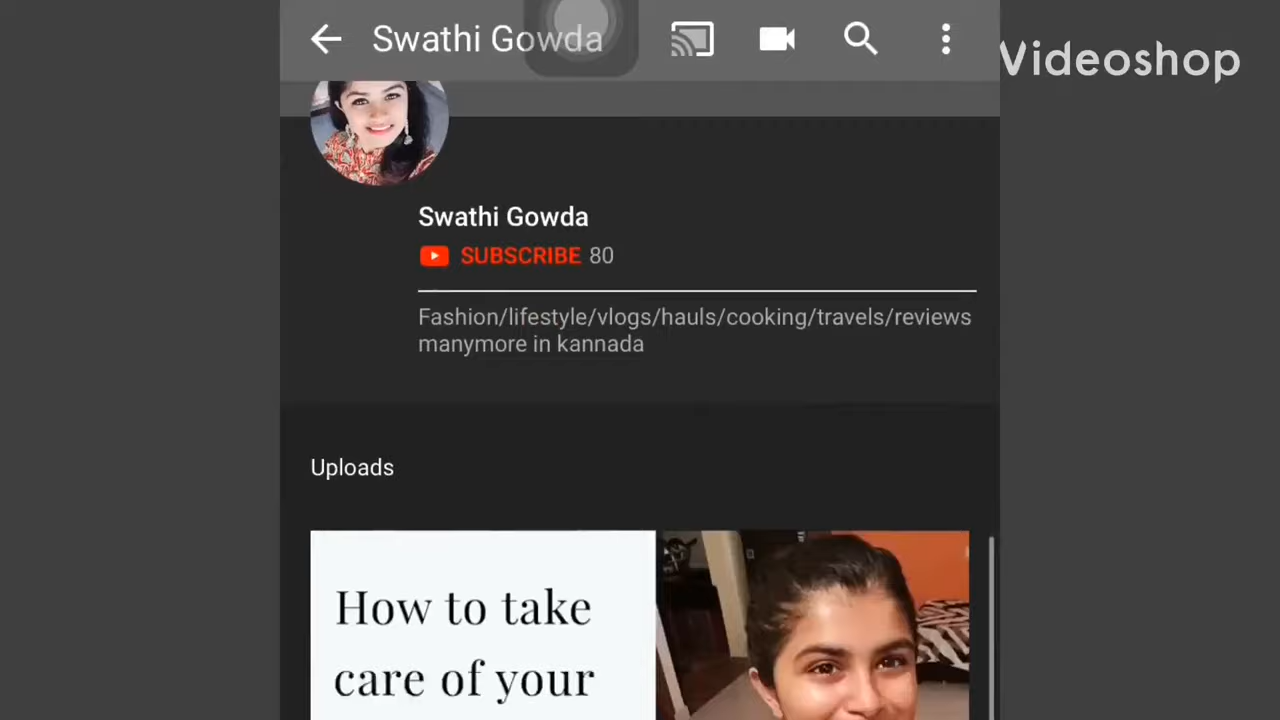 Swathi Gowda
Videoshop
Swathi Gowda
SUBSCRIBE 80
Fashion/lifestyle/vlogs/hauls/cooking/travels/reviews
manymore in kannada
Uploads
How to take
care of your